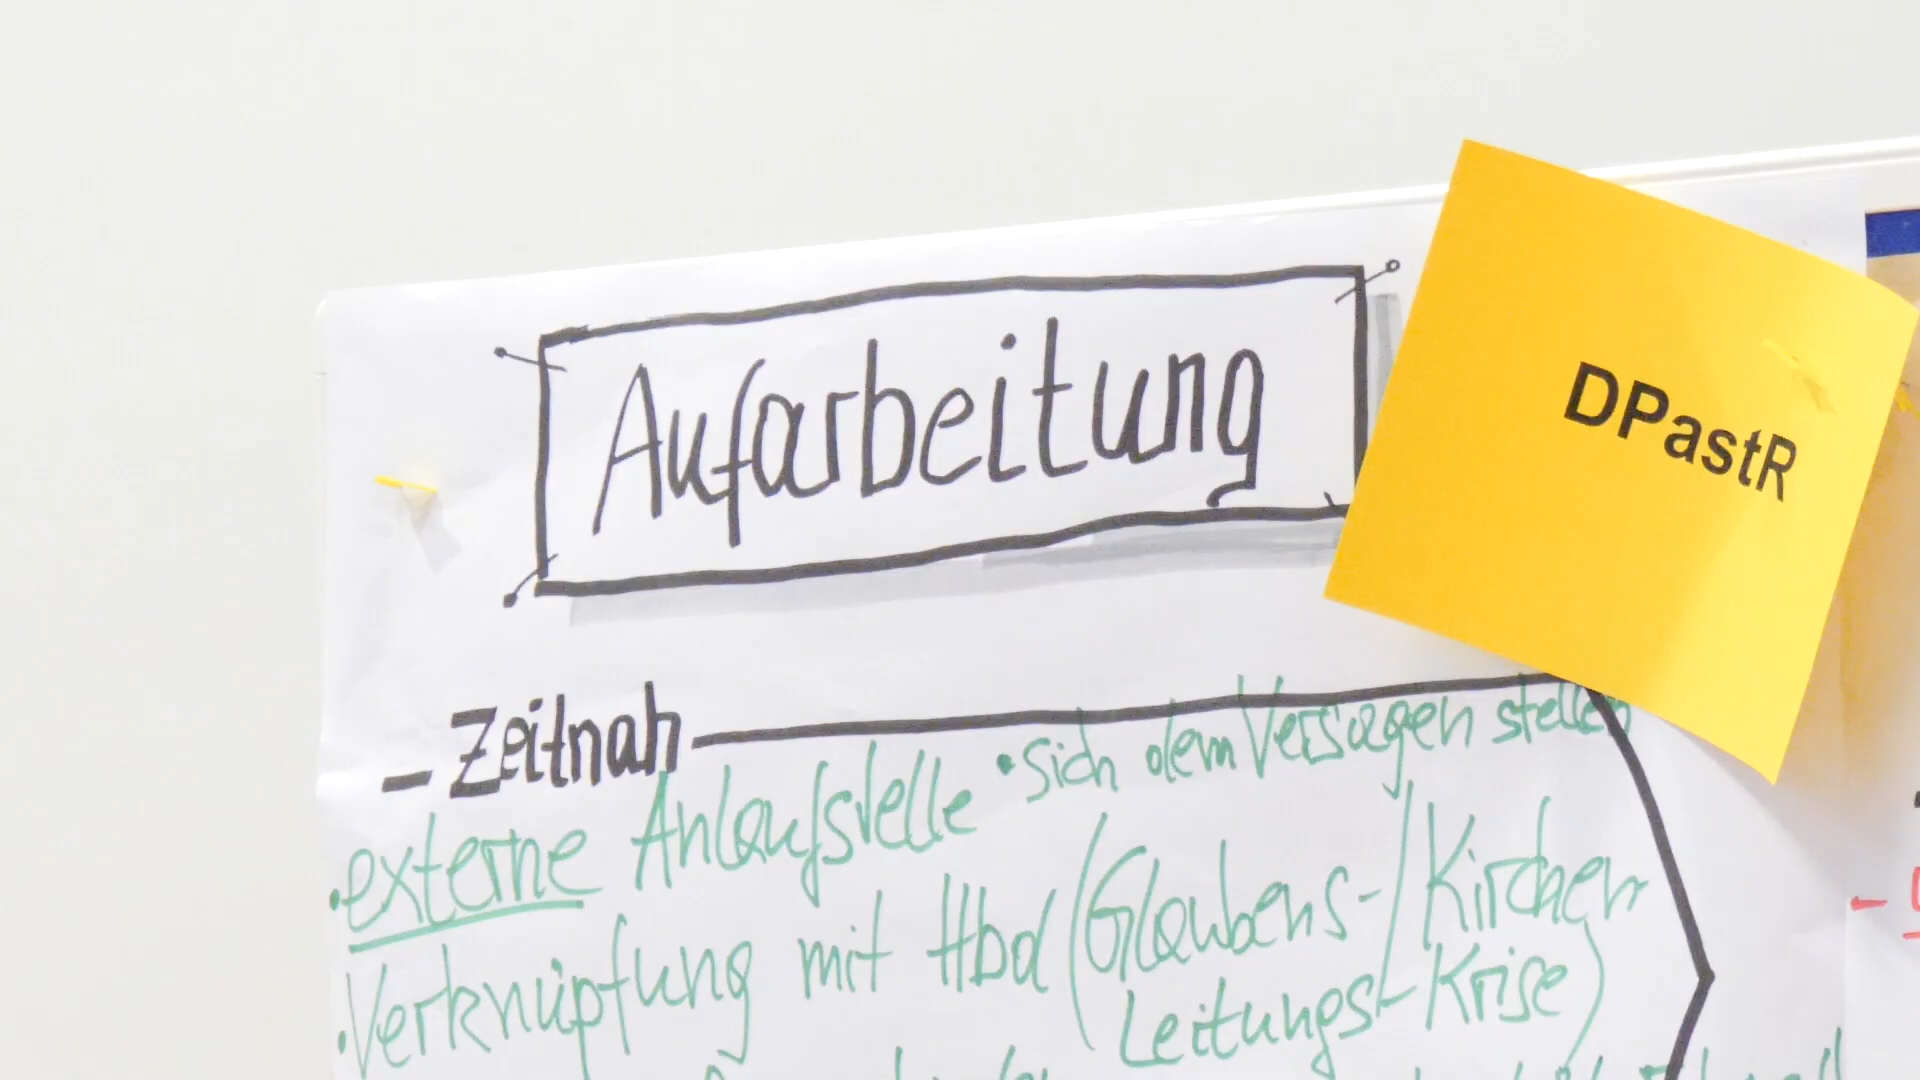 Aufarbeitung
DPastR
- Zeitnah
• sich dem Versagen stellen
• externe Anlaufstelle
• Verknüpfung mit Hbd (Glaubens-/Kirchen
Leitungs-Krise)